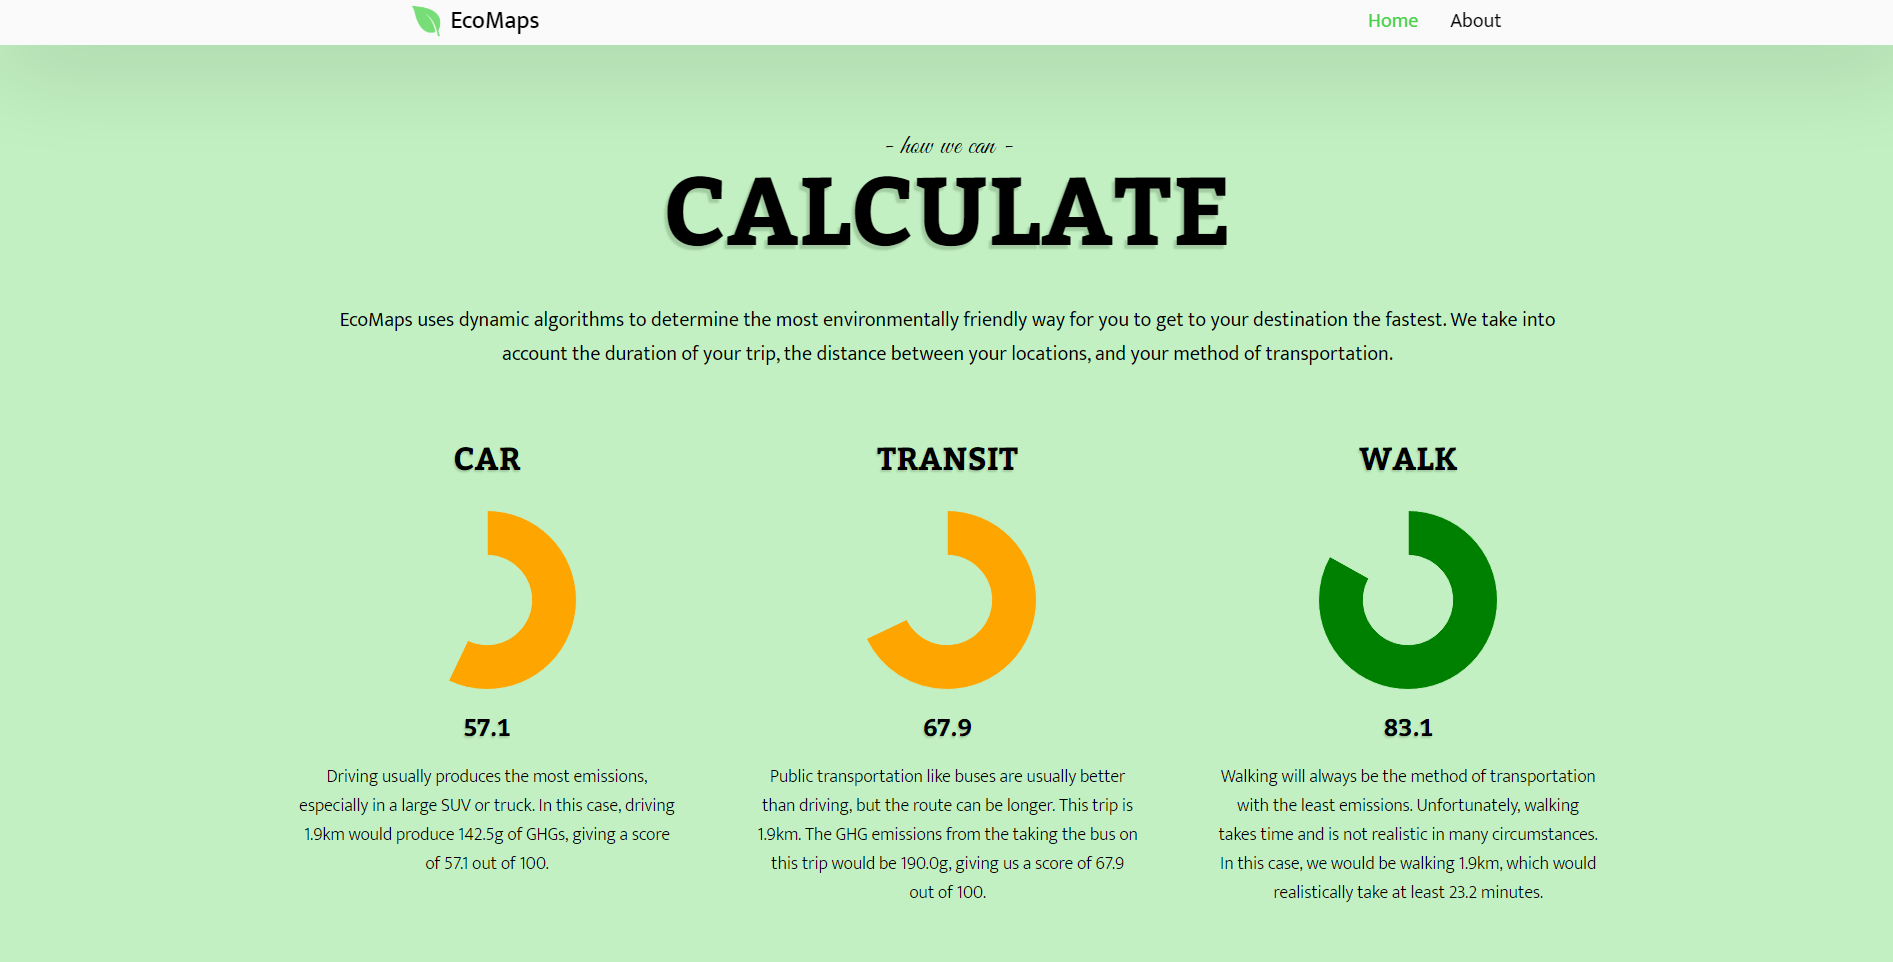 EcoMaps
Home
About
- how we can -
CALCULATE
EcoMaps uses dynamic algorithms to determine the most environmentally friendly way for you to get to your destination the fastest. We take into
account the duration of your trip, the distance between your locations, and your method of transportation.
CAR
57.1
Driving usually produces the most emissions,
especially in a large SUV or truck. In this case, driving
1.9km would produce 142.5g of GHGs, giving a score
of 57.1 out of 100.
TRANSIT
67.9
Public transportation like buses are usually better
than driving, but the route can be longer. This trip is
1.9km. The GHG emissions from the taking the bus on
this trip would be 190.0g, giving us a score of 67.9
out of 100.
WALK
83.1
Walking will always be the method of transportation
with the least emissions. Unfortunately, walking
takes time and is not realistic in many circumstances.
In this case, we would be walking 1.9km, which would
realistically take at least 23.2 minutes.